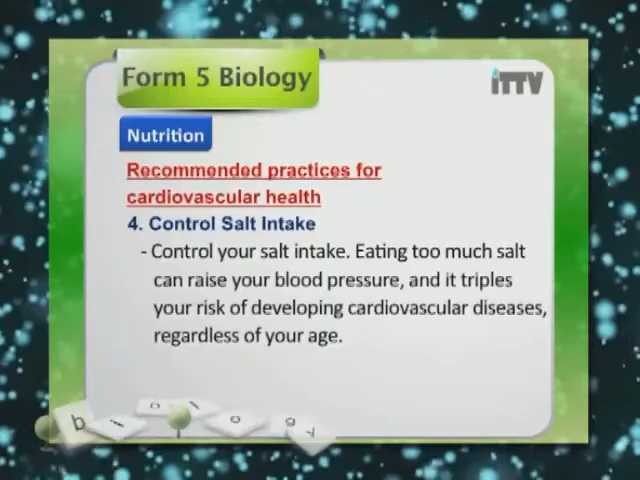 Form 5 Biology
iTTV
Nutrition
Recommended practices for
cardiovascular health
4. Control Salt Intake
- Control your salt intake. Eating too much salt
can raise your blood pressure, and it triples
your risk of developing cardiovascular diseases,
regardless of your age.
b i o l o g y